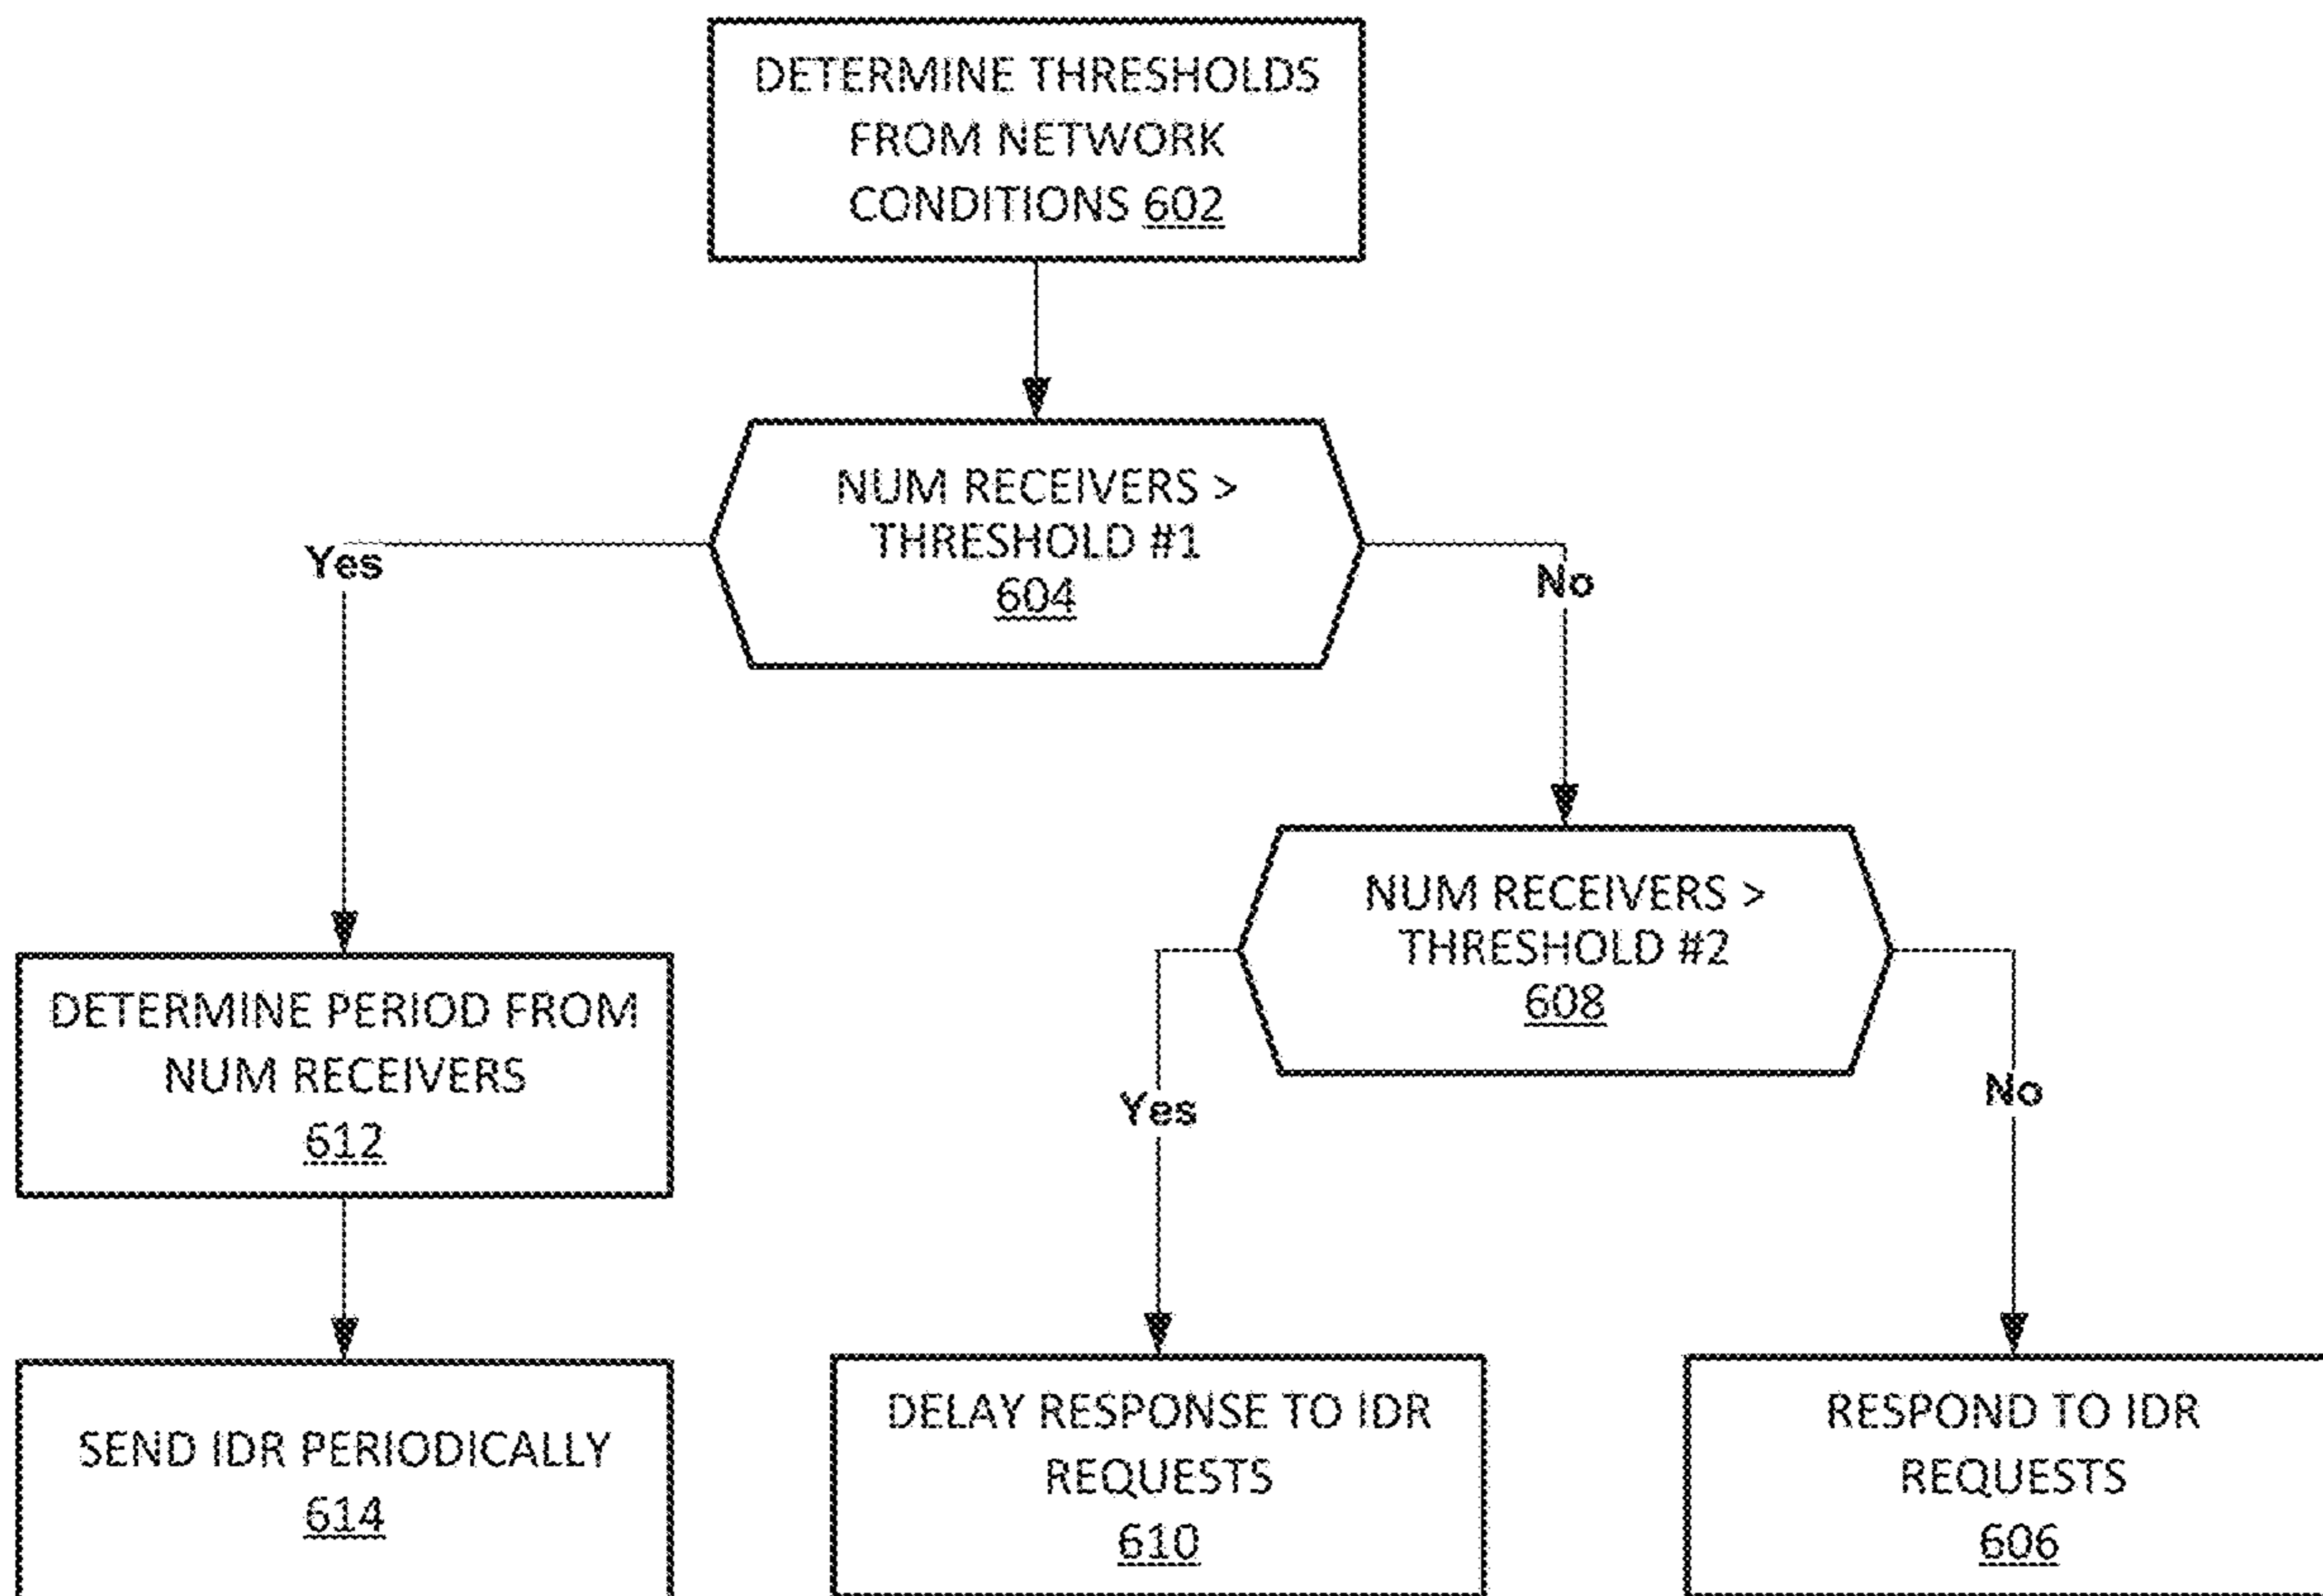 DETERMINE THRESHOLDS
FROM NETWORK
CONDITIONS 602
NUM RECEIVERS >
THRESHOLD #1
604
Yes
No
NUM RECEIVERS >
THRESHOLD #2
608
DETERMINE PERIOD FROM
NUM RECEIVERS
612
Yes
No
SEND IDR PERIODICALLY
614
DELAY RESPONSE TO IDR
REQUESTS
610
RESPOND TO IDR
REQUESTS
606